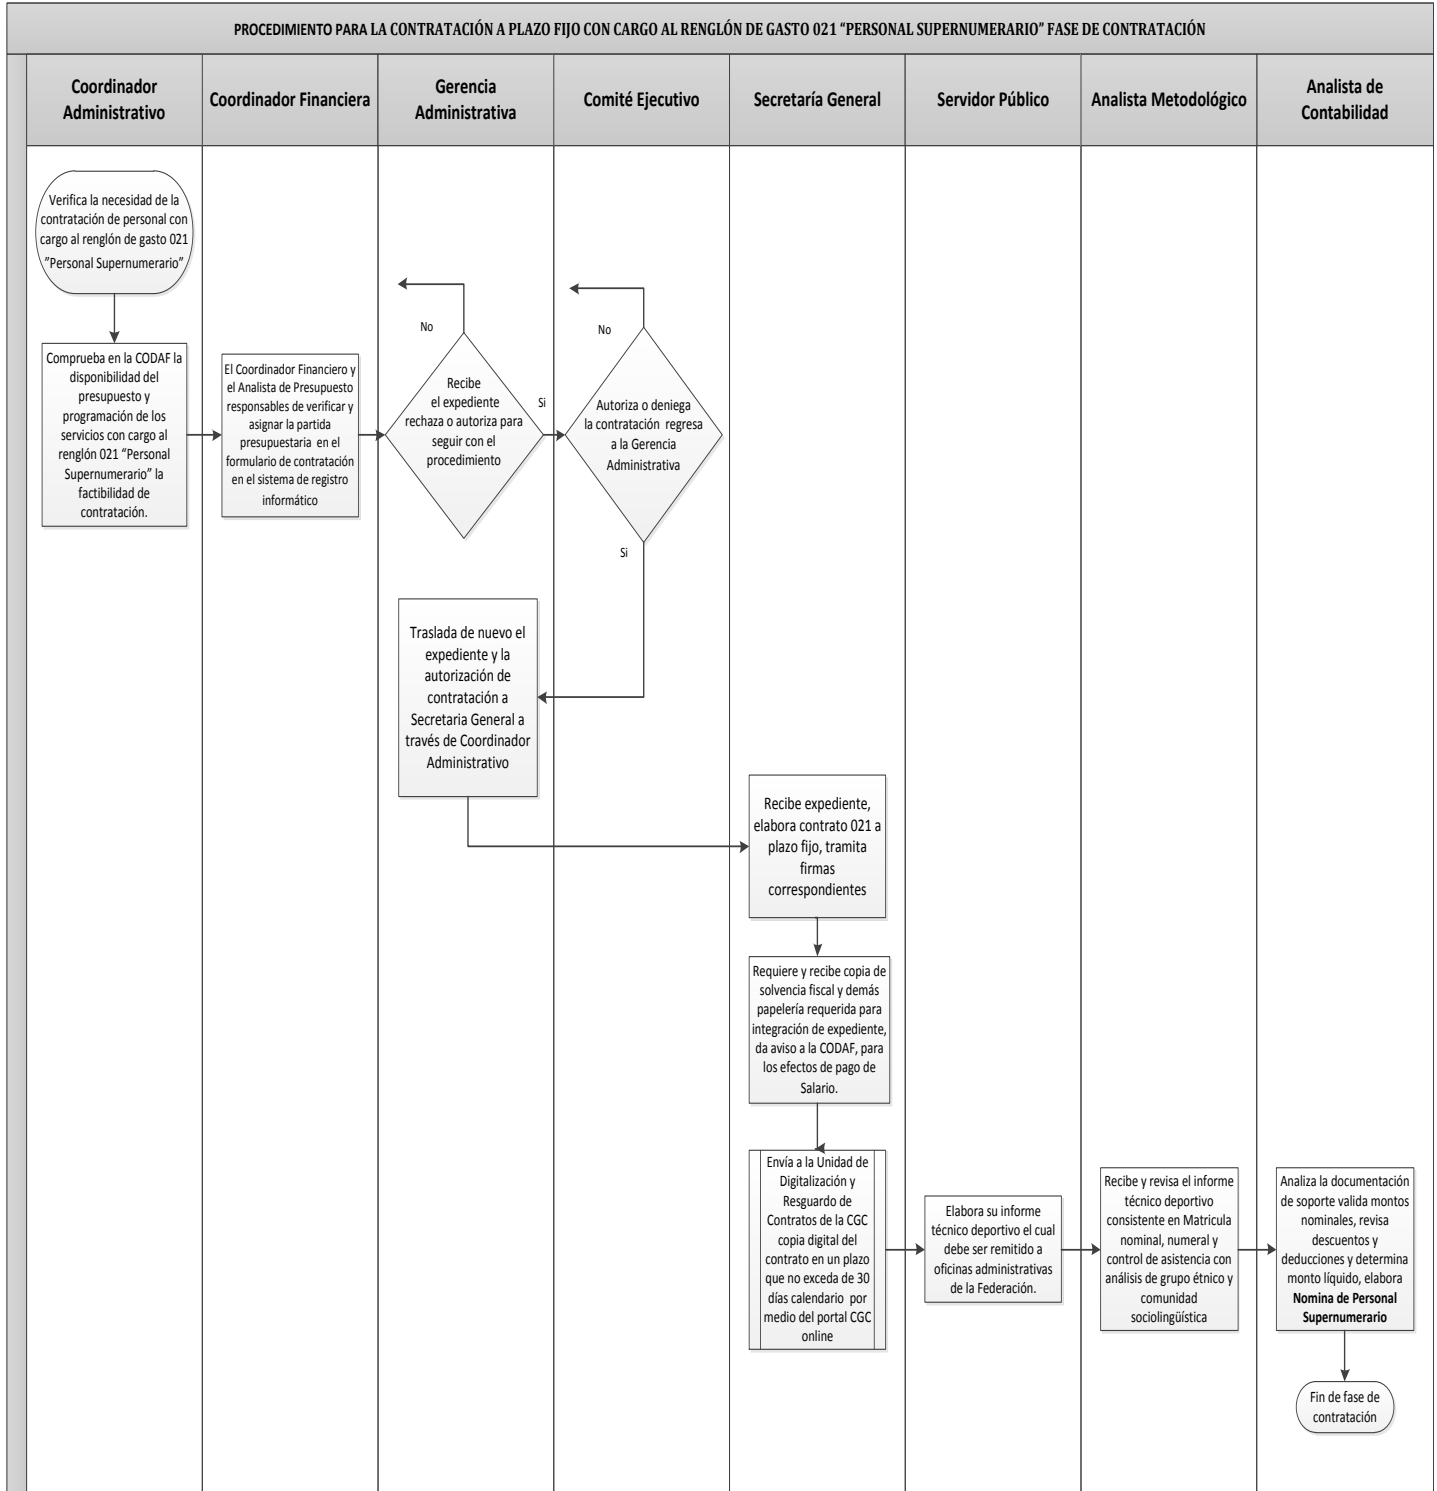 PROCEDIMIENTO PARA LA CONTRATACIÓN A PLAZO FIJO CON CARGO AL RENGLÓN DE GASTO 021 “PERSONAL SUPERNUMERARIO” FASE DE CONTRATACIÓN
Coordinador
Administrativo
Coordinador Financiera
Gerencia
Administrativa
Comité Ejecutivo
Secretaría General
Servidor Público
Analista Metodológico
Analista de
Contabilidad
Verifica la necesidad de la
contratación de personal con
cargo al renglón de gasto 021
”Personal Supernumerario”
Comprueba en la CODAF la
disponibilidad del
presupuesto y
programación de los
servicios con cargo al
renglón 021 “Personal
Supernumerario” la
factibilidad de
contratación.
El Coordinador Financiero y
el Analista de Presupuesto
responsables de verificar y
asignar la partida
presupuestaria en el
formulario de contratación
en el sistema de registro
informático
No
Recibe
el expediente
rechaza o autoriza para
seguir con el
procedimiento
Si
No
Autoriza o deniega
la contratación regresa
a la Gerencia
Administrativa
Si
Traslada de nuevo el
expediente y la
autorización de
contratación a
Secretaria General a
través de Coordinador
Administrativo
Recibe expediente,
elabora contrato 021 a
plazo fijo, tramita
firmas
correspondientes
Requiere y recibe copia de
solvencia fiscal y demás
papelería requerida para
integración de expediente,
da aviso a la CODAF, para
los efectos de pago de
Salario.
Envía a la Unidad de
Digitalización y
Resguardo de
Contratos de la CGC
copia digital del
contrato en un plazo
que no exceda de 30
días calendario por
medio del portal CGC
online
Elabora su informe
técnico deportivo el cual
debe ser remitido a
oficinas administrativas
de la Federación.
Recibe y revisa el informe
técnico deportivo
consistente en Matricula
nominal, numeral y
control de asistencia con
análisis de grupo étnico y
comunidad
sociolingüística
Analiza la documentación
de soporte valida montos
nominales, revisa
descuentos y
deducciones y determina
monto líquido, elabora
Nomina de Personal
Supernumerario
Fin de fase de
contratación